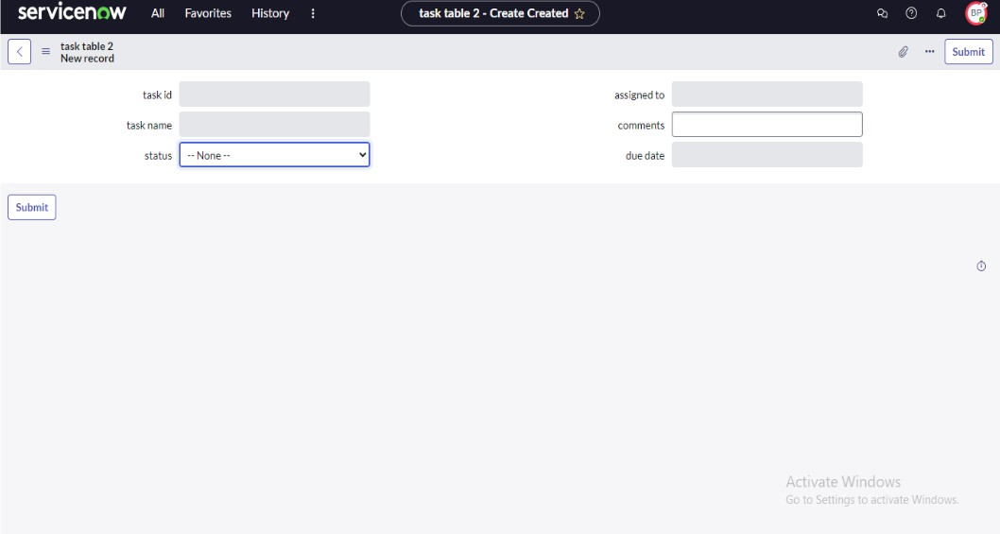 servicenow All Favorites History task table 2 - Create Created BP
task table 2
New record
Submit
task id
assigned to
task name
comments
status -- None --
due date
Submit
Activate Windows
Go to Settings to activate Windows.